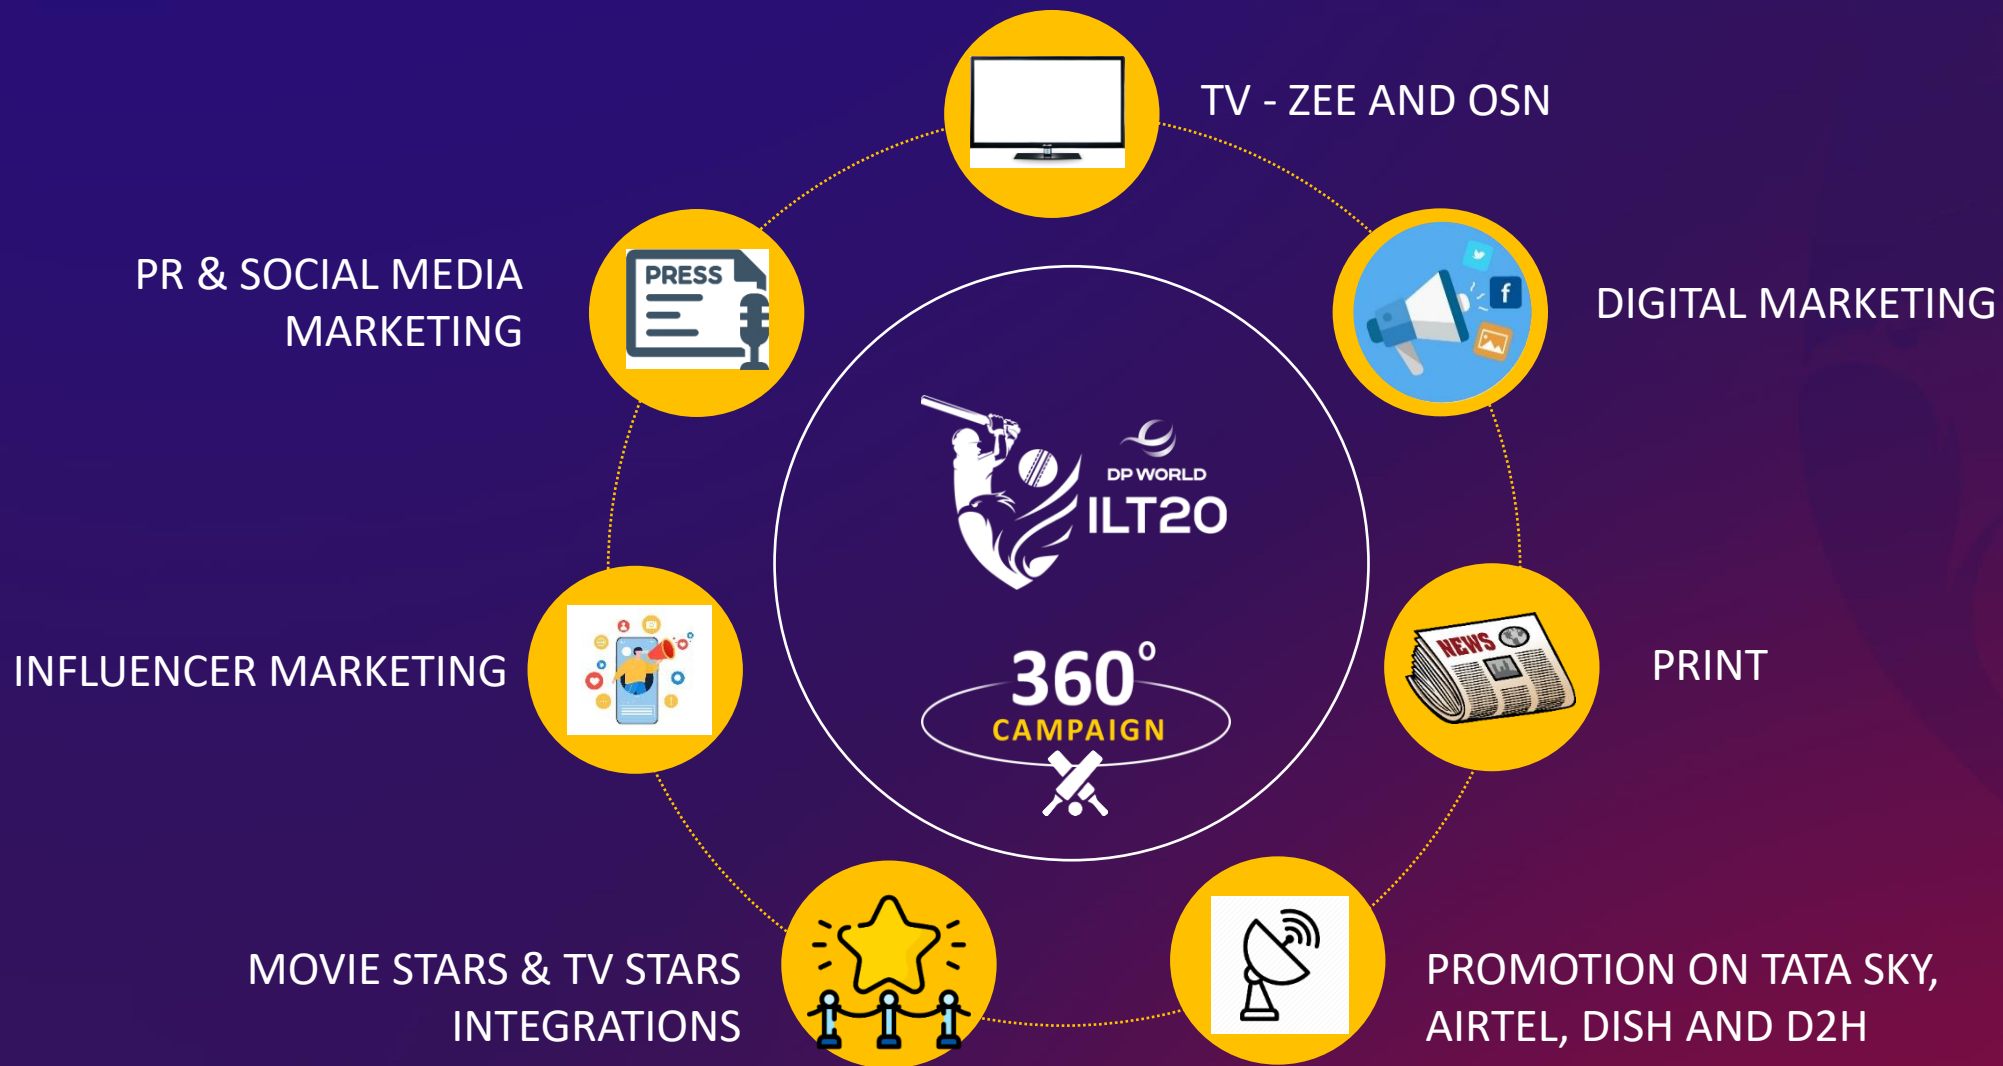 TV - ZEE AND OSN
PR & SOCIAL MEDIA
MARKETING
PRESS
f
DIGITAL MARKETING
DP WORLD
ILT20
360°
CAMPAIGN
INFLUENCER MARKETING
NEWS
PRINT
MOVIE STARS & TV STARS
INTEGRATIONS
PROMOTION ON TATA SKY,
AIRTEL, DISH AND D2H